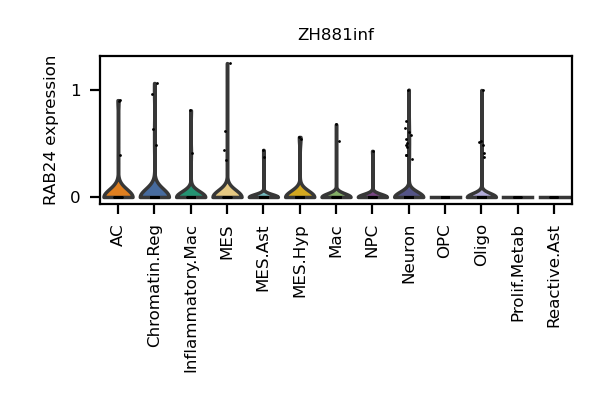 ZH881inf
RAB24 expression
1
0
AC
Chromatin.Reg
Inflammatory.Mac
MES
MES.Ast
MES.Hyp
Mac
NPC
Neuron
OPC
Oligo
Prolif.Metab
Reactive.Ast